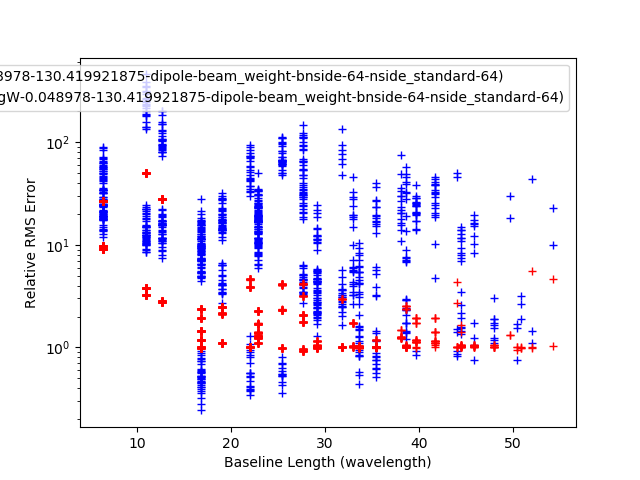 8978-130.419921875-dipole-beam_weight-bnside-64-nside_standard-64)
gW-0.048978-130.419921875-dipole-beam_weight-bnside-64-nside_standard-64)
Relative RMS Error
10²
10¹
10⁰
10 20 30 40 50
Baseline Length (wavelength)